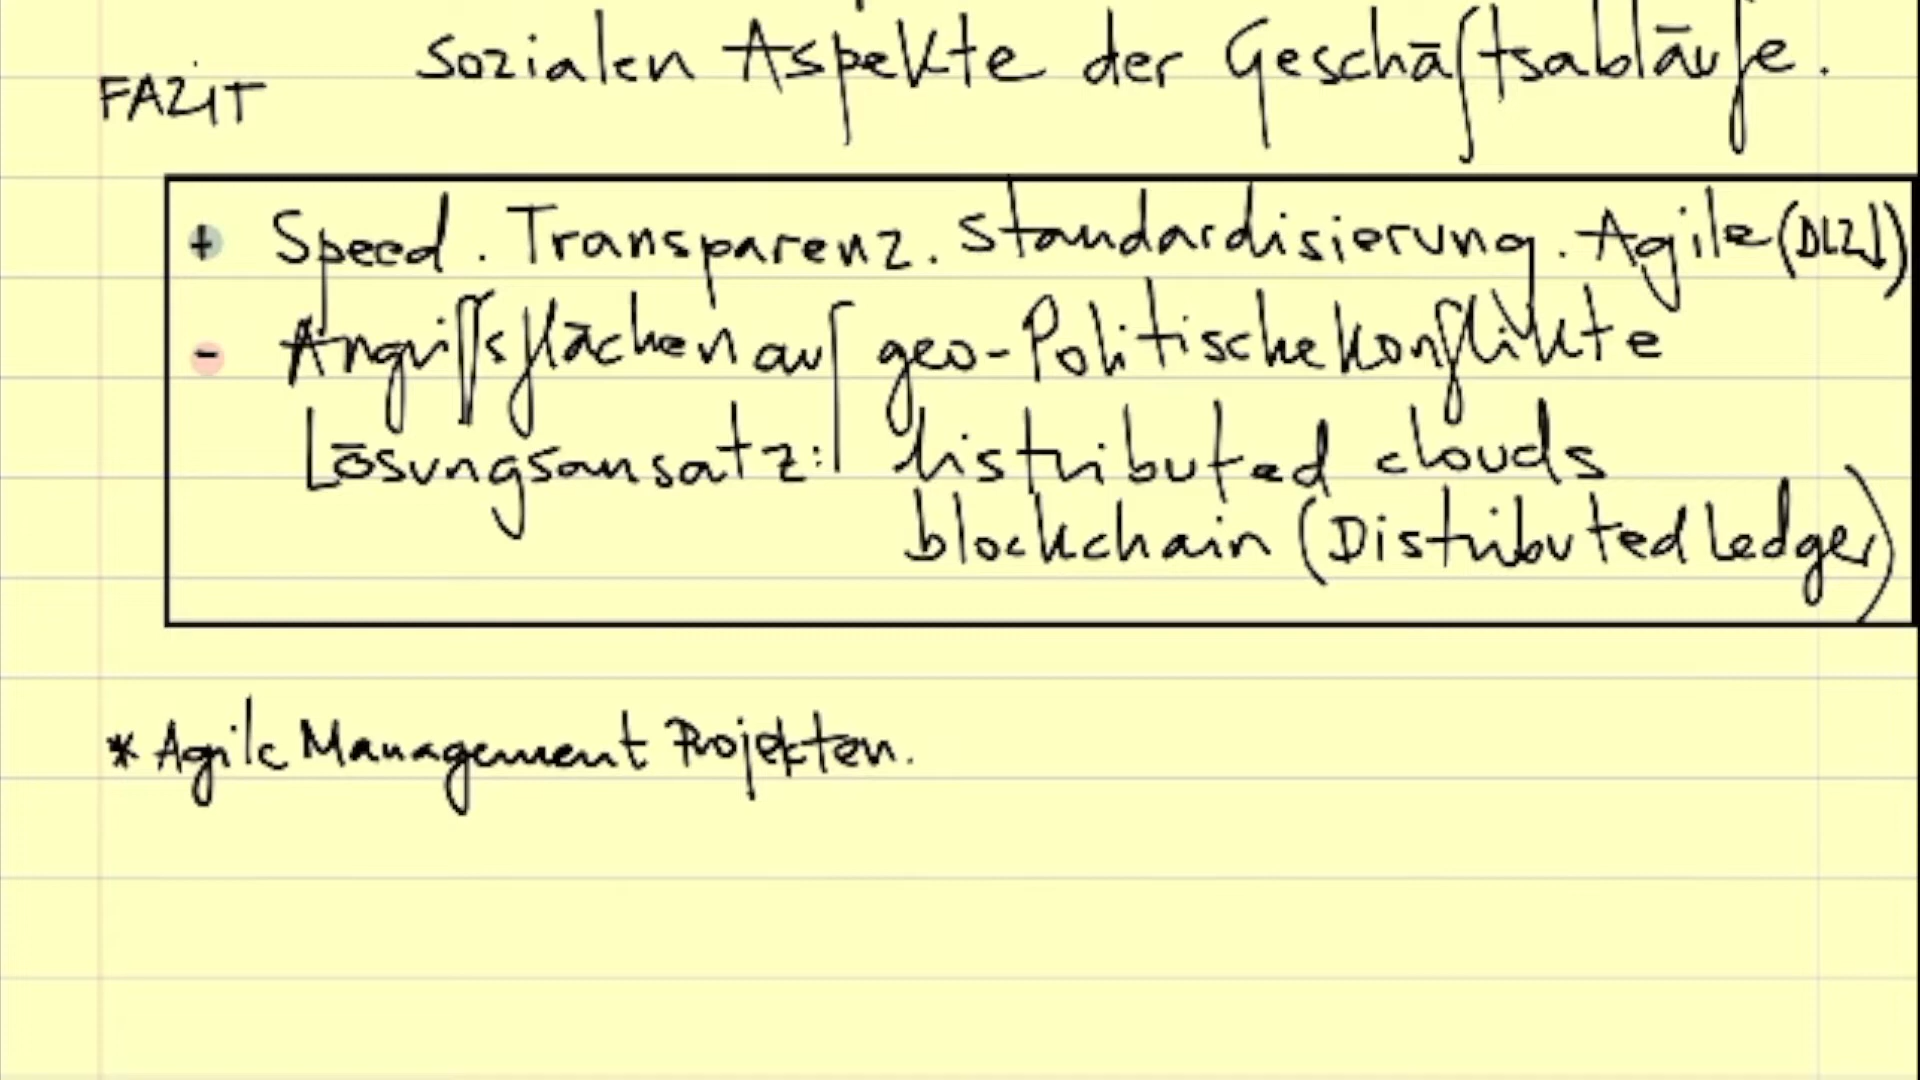 sozialen Aspekte der Geschäftsabläufe.
FAZIT
+ Speed. Transparenz. Standardisierung. Agile (DLZ↓)
- Angriffsflächen auf geo-Politische Konflikte
Lösungsansatz: distributed clouds
blockchain (Distributed Ledger)
* Agile Management Projekten.